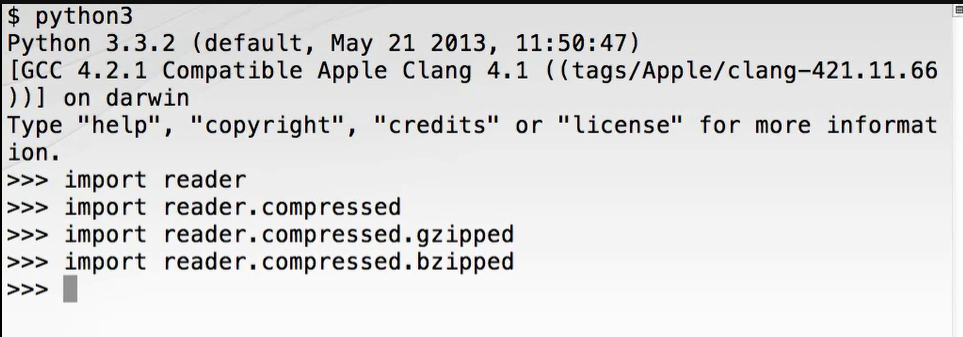 $ python3
Python 3.3.2 (default, May 21 2013, 11:50:47)
[GCC 4.2.1 Compatible Apple Clang 4.1 ((tags/Apple/clang-421.11.66
))] on darwin
Type "help", "copyright", "credits" or "license" for more informat
ion.
>>> import reader
>>> import reader.compressed
>>> import reader.compressed.gzipped
>>> import reader.compressed.bzipped
>>>